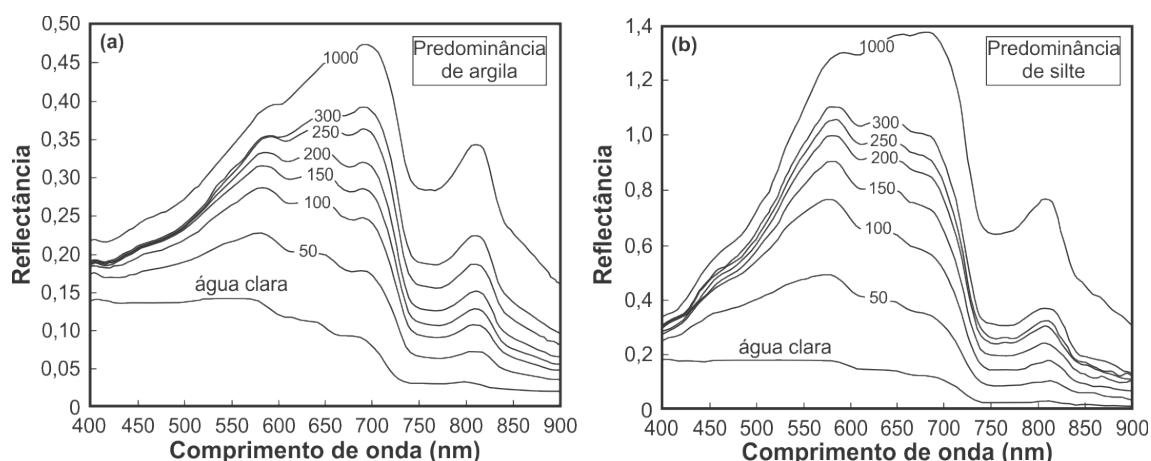 (a)
Predominância
de argila
Reflectância
0,50
0,45
0,40
0,35
0,30
0,25
0,20
0,15
0,10
0,05
0
1000
300
250
200
150
100
50
água clara
400 450 500 550 600 650 700 750 800 850 900
Comprimento de onda (nm)
(b)
Predominância
de silte
Reflectância
1,4
1,2
1,0
0,8
0,6
0,4
0,2
0
1000
300
250
200
150
100
50
água clara
400 450 500 550 600 650 700 750 800 850 900
Comprimento de onda (nm)